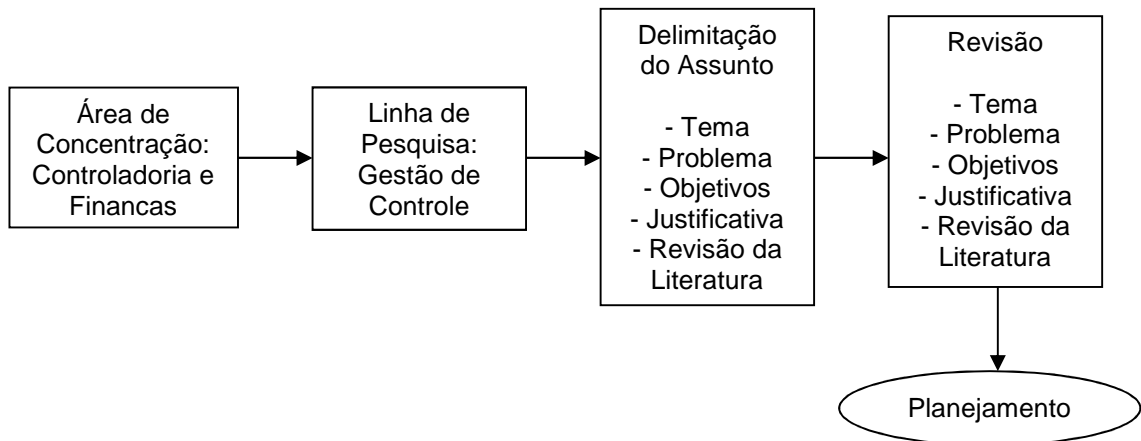 Área de
Concentração:
Controladoria e
Financas
Linha de
Pesquisa:
Gestão de
Controle
Delimitação
do Assunto
- Tema
- Problema
- Objetivos
- Justificativa
- Revisão da
Literatura
Revisão
- Tema
- Problema
- Objetivos
- Justificativa
- Revisão da
Literatura
Planejamento